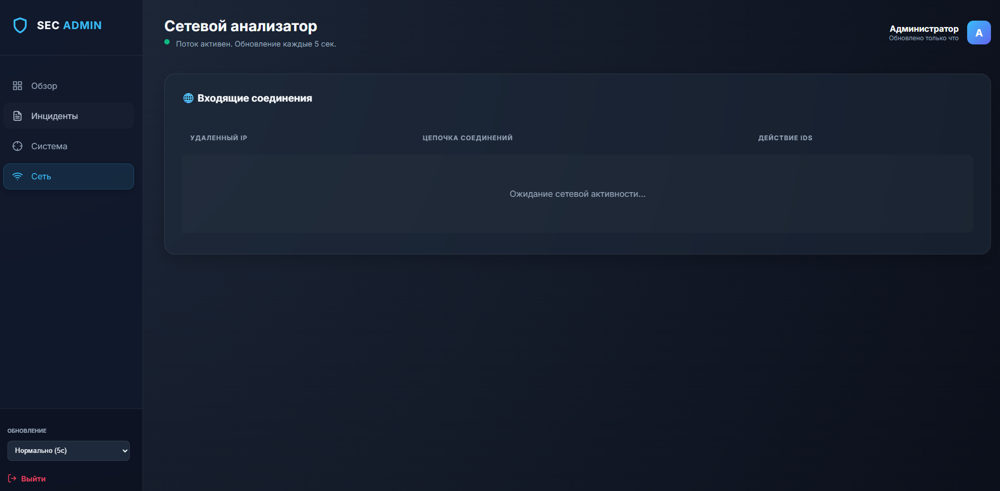 SEC ADMIN
Обзор
Инциденты
Система
Сеть
ОБНОВЛЕНИЕ
Нормально (5с)
Выйти
Сетевой анализатор
Поток активен. Обновление каждые 5 сек.
Администратор
Обновлено только что
A
Входящие соединения
УДАЛЕННЫЙ IP ЦЕПОЧКА СОЕДИНЕНИЙ ДЕЙСТВИЕ IDS
Ожидание сетевой активности...